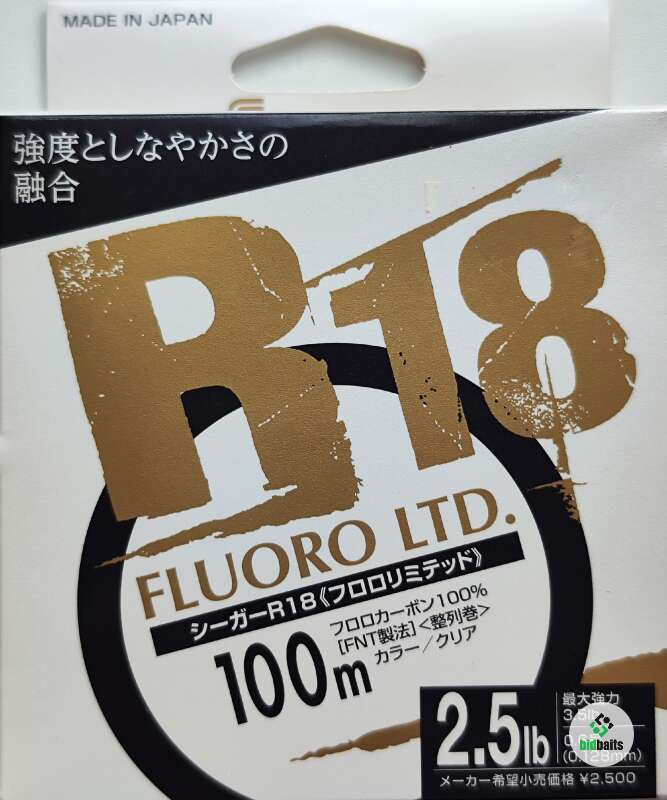 MADE IN JAPAN
強度としなやかさの
融合
R18
FLUORO LTD.
シーガーR18《フロロリミテッド》
100m
フロロカーボン100%
[FNT製法]<整列巻>
カラー/クリア
2.5lb
最大強力
3.5lb
(0.128mm)
bidbaits
メーカー希望小売価格 ¥2,500